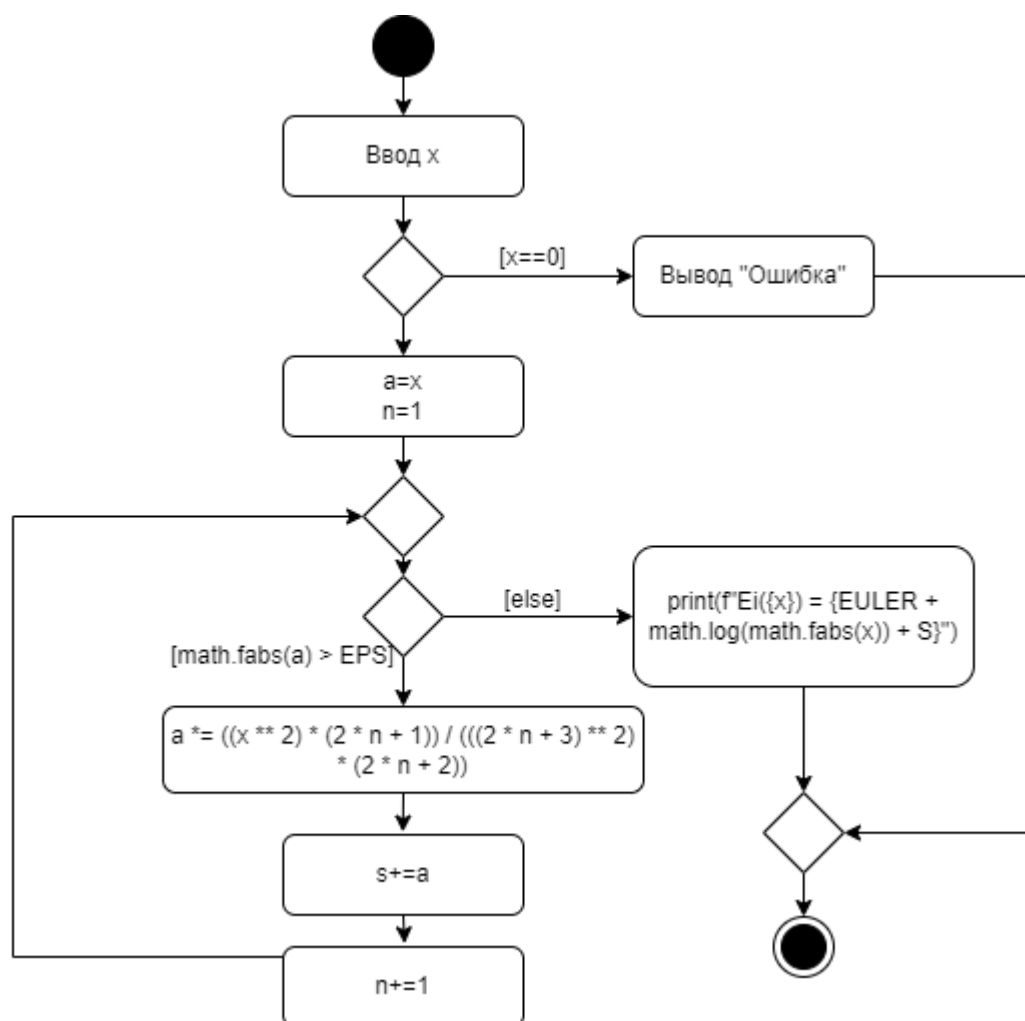 Ввод x
[x==0]
Вывод "Ошибка"
a=x
n=1
[else]
print(f"Ei({x}) = {EULER +
math.log(math.fabs(x)) + S}")
[math.fabs(a) > EPS]
a *= ((x ** 2) * (2 * n + 1)) / (((2 * n + 3) ** 2)
* (2 * n + 2))
s+=a
n+=1